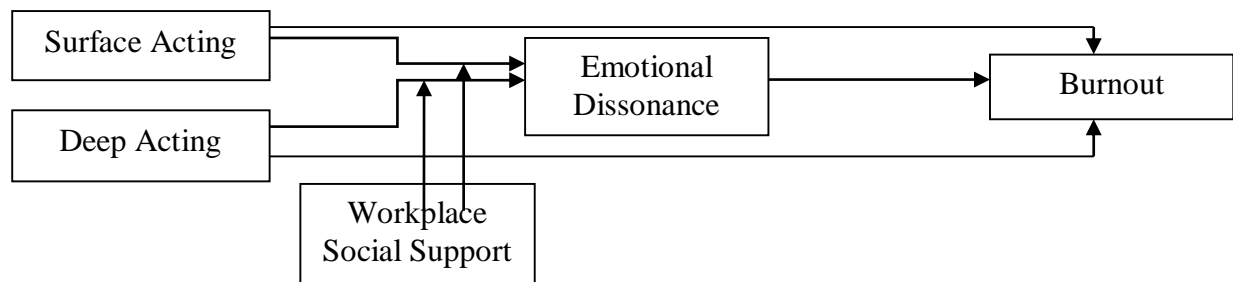 Surface Acting
Emotional
Dissonance
Burnout
Deep Acting
Workplace
Social Support